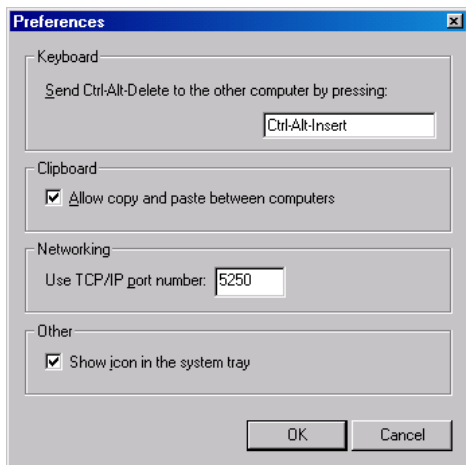 Preferences
Keyboard
Send Ctrl-Alt-Delete to the other computer by pressing:
Ctrl-Alt-Insert
Clipboard
Allow copy and paste between computers
Networking
Use TCP/IP port number: 5250
Other
Show icon in the system tray
OK Cancel